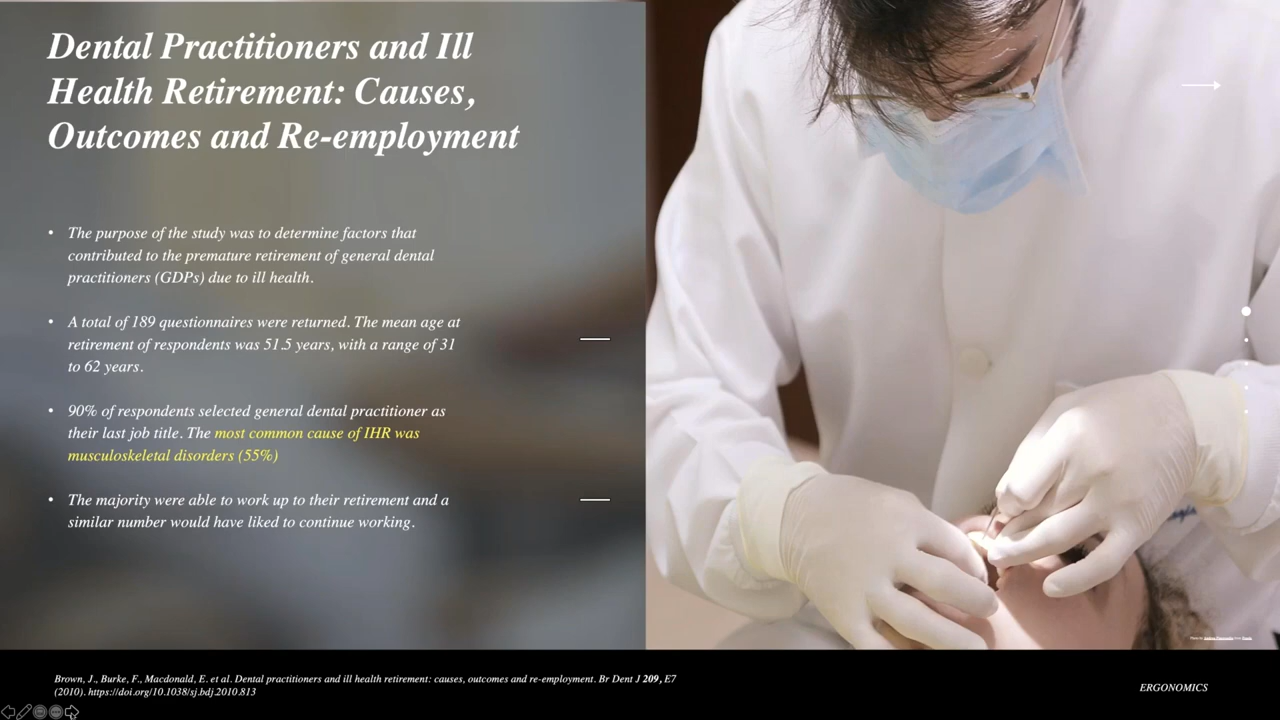 Dental Practitioners and Ill
Health Retirement: Causes,
Outcomes and Re-employment
• The purpose of the study was to determine factors that
contributed to the premature retirement of general dental
practitioners (GDPs) due to ill health.
• A total of 189 questionnaires were returned. The mean age at
retirement of respondents was 51.5 years, with a range of 31
to 62 years.
• 90% of respondents selected general dental practitioner as
their last job title. The most common cause of IHR was
musculoskeletal disorders (55%)
• The majority were able to work up to their retirement and a
similar number would have liked to continue working.
Brown, J., Burke, F., Macdonald, E. et al. Dental practitioners and ill health retirement: causes, outcomes and re-employment. Br Dent J 209, E7
(2010). https://doi.org/10.1038/sj.bdj.2010.813
ERGONOMICS